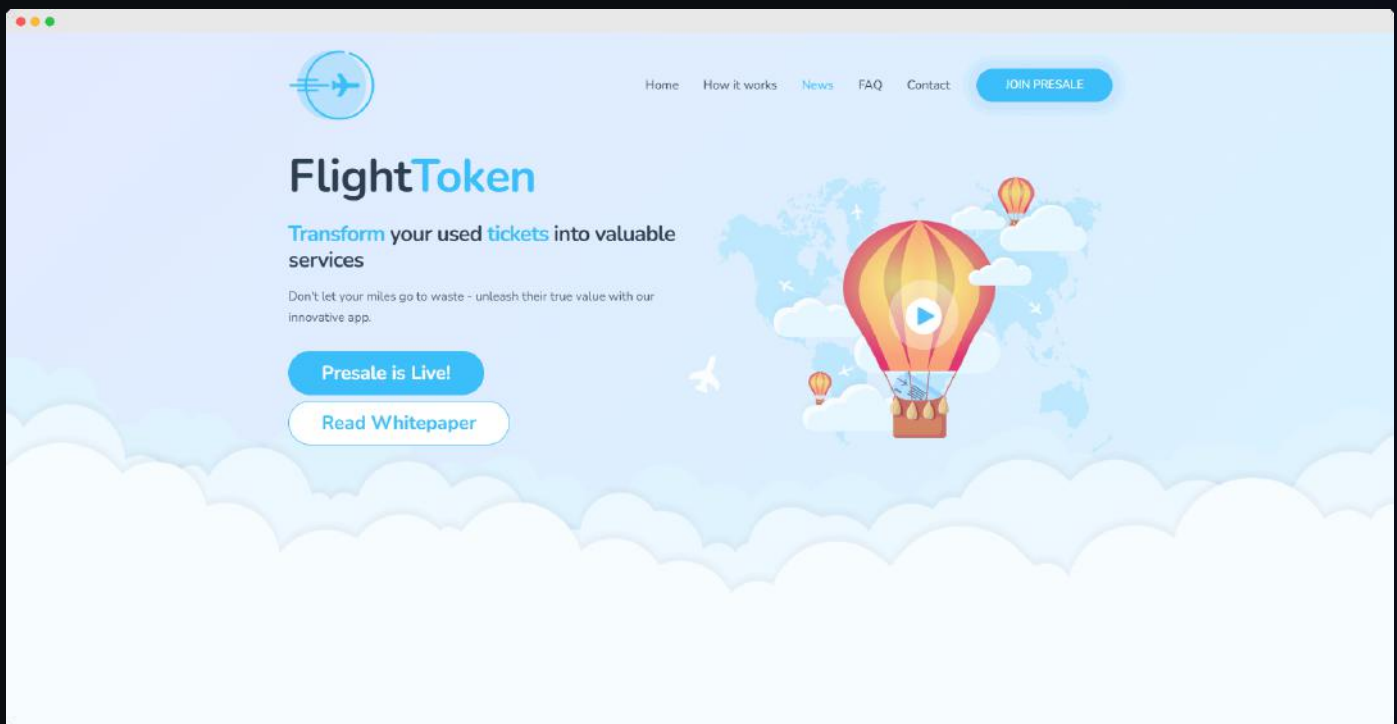 Home How it works News FAQ Contact JOIN PRESALE
FlightToken
Transform your used tickets into valuable
services
Don't let your miles go to waste - unleash their true value with our
innovative app.
Presale is Live!
Read Whitepaper